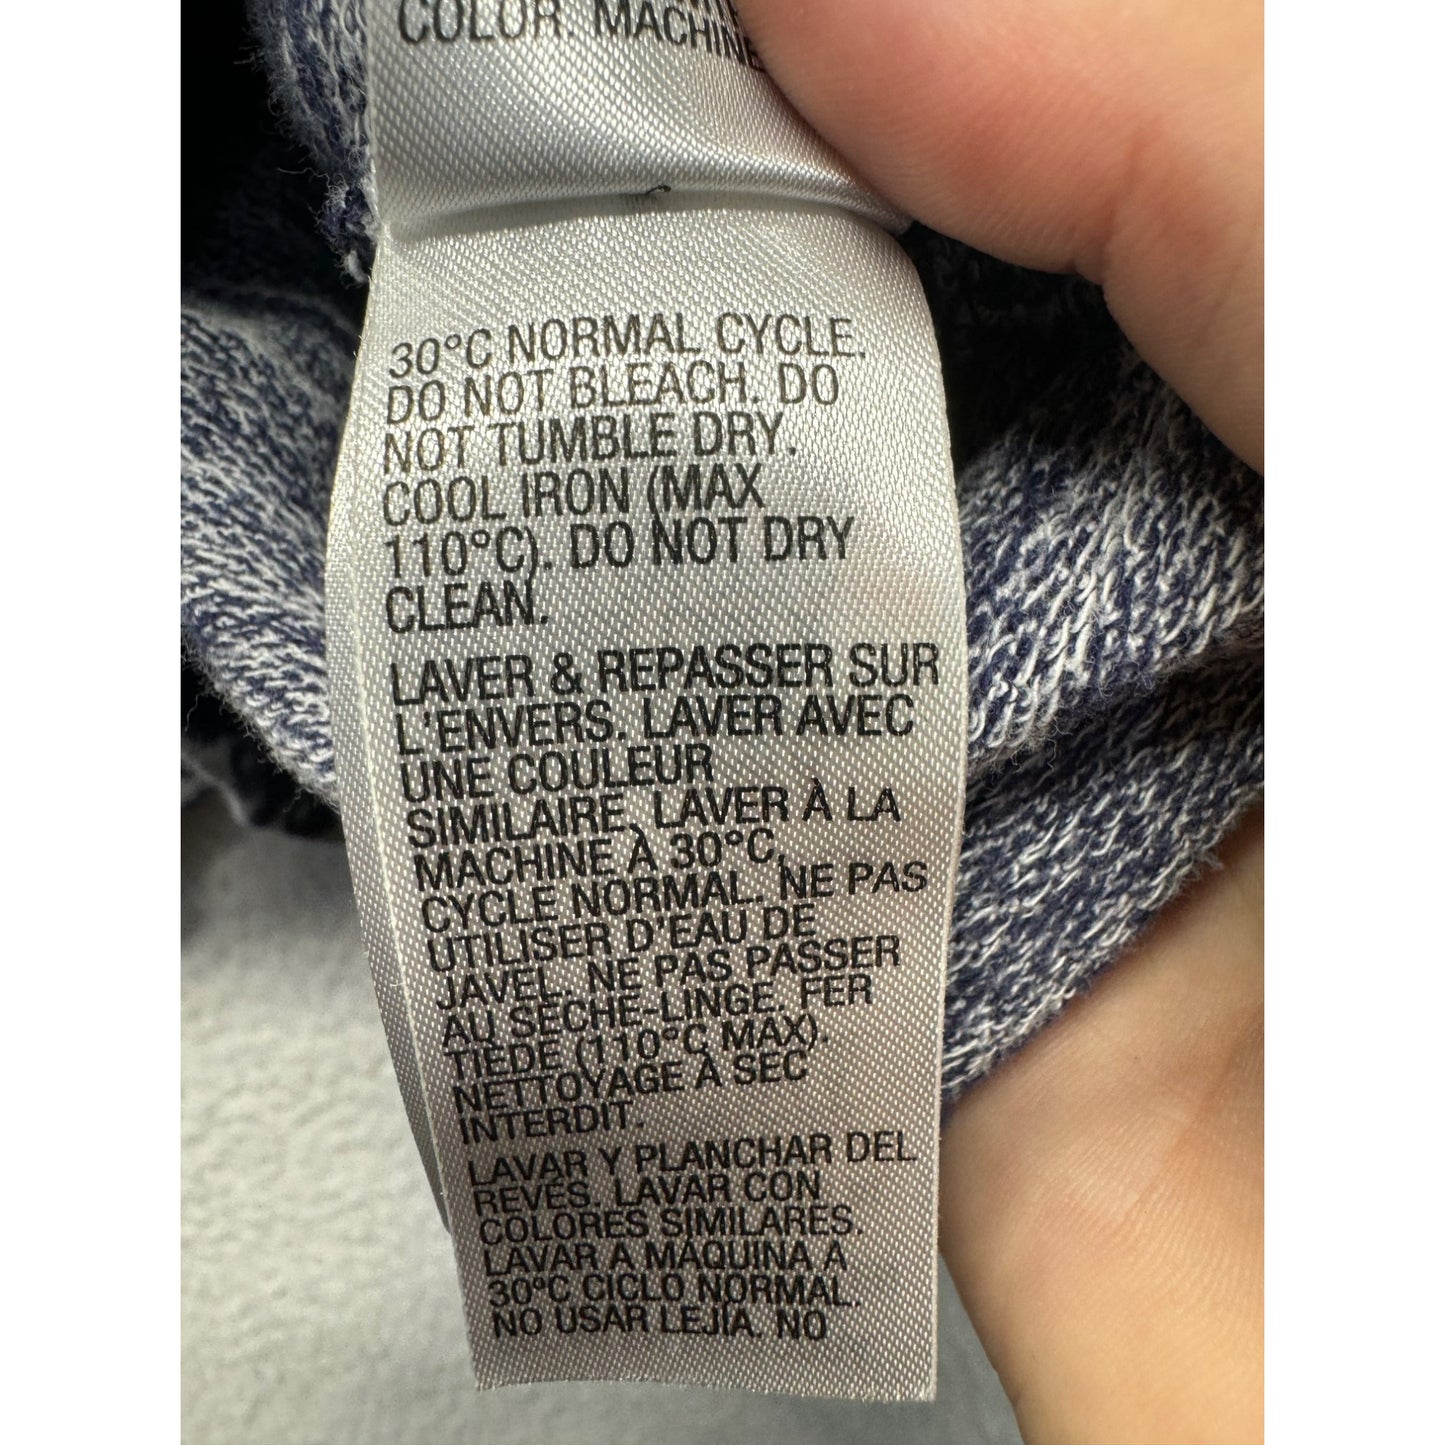 COLOR. MACHINE
30°C NORMAL CYCLE.
DO NOT BLEACH. DO
NOT TUMBLE DRY.
COOL IRON (MAX
110°C). DO NOT DRY
CLEAN.
LAVER & REPASSER SUR
L'ENVERS. LAVER AVEC
UNE COULEUR
SIMILAIRE. LAVER À LA
MACHINE À 30°C,
CYCLE NORMAL. NE PAS
UTILISER D'EAU DE
JAVEL. NE PAS PASSER
AU SÈCHE-LINGE. FER
TIÈDE (110°C MAX)
NETTOYAGE À SEC
INTERDIT.
LAVAR Y PLANCHAR DEL
REVÉS. LAVAR CON
COLORES SIMILARES.
LAVAR A MÁQUINA A
30°C CICLO NORMAL.
NO USAR LEJÍA. NO